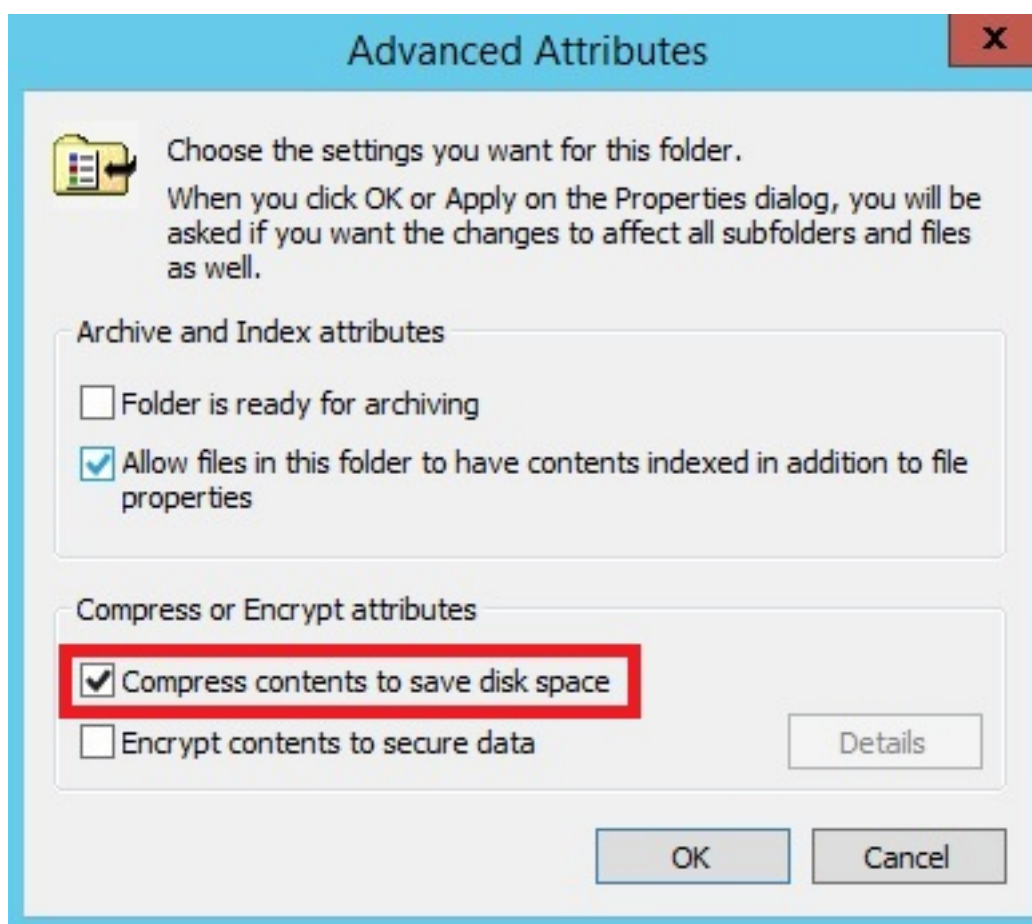 Advanced Attributes
X
Choose the settings you want for this folder.
When you click OK or Apply on the Properties dialog, you will be
asked if you want the changes to affect all subfolders and files
as well.
Archive and Index attributes
Folder is ready for archiving
Allow files in this folder to have contents indexed in addition to file
properties
Compress or Encrypt attributes
Compress contents to save disk space
Encrypt contents to secure data
Details
OK
Cancel